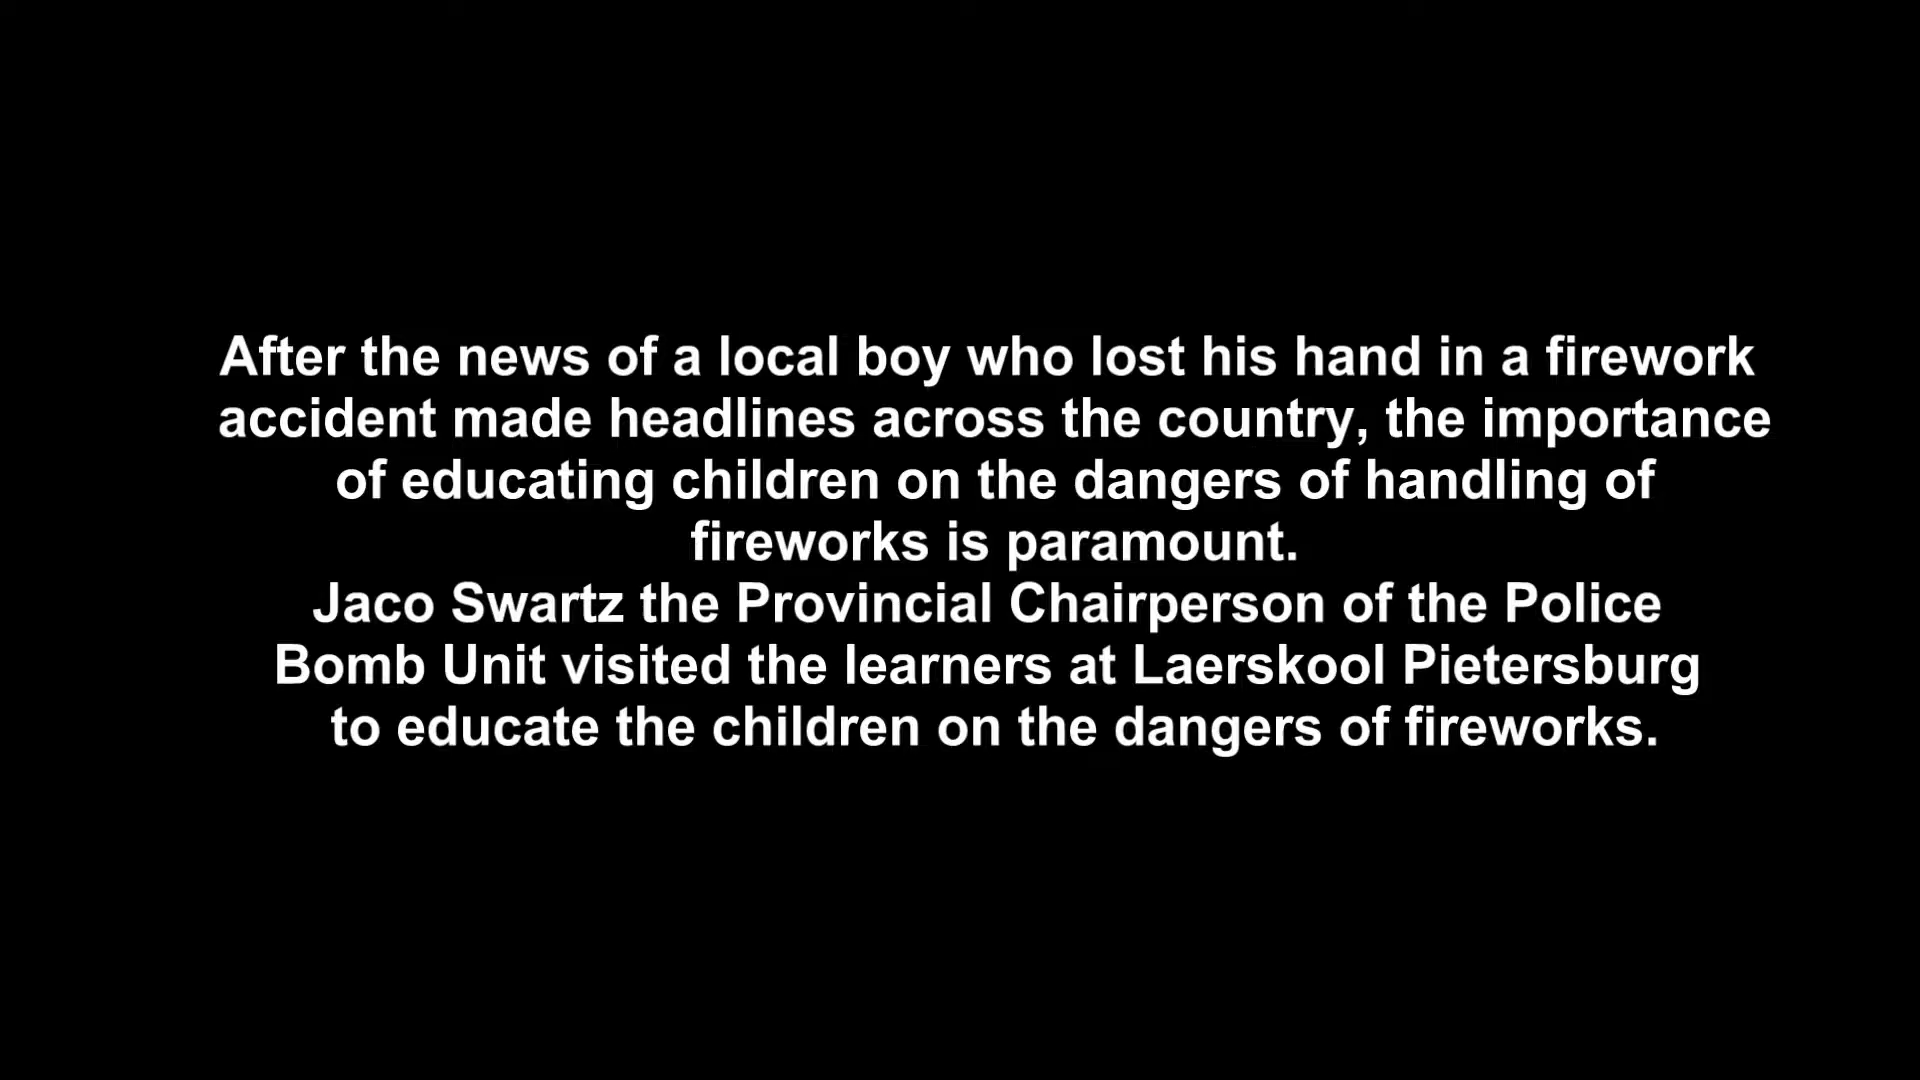 After the news of a local boy who lost his hand in a firework
accident made headlines across the country, the importance
of educating children on the dangers of handling of
fireworks is paramount.
Jaco Swartz the Provincial Chairperson of the Police
Bomb Unit visited the learners at Laerskool Pietersburg
to educate the children on the dangers of fireworks.